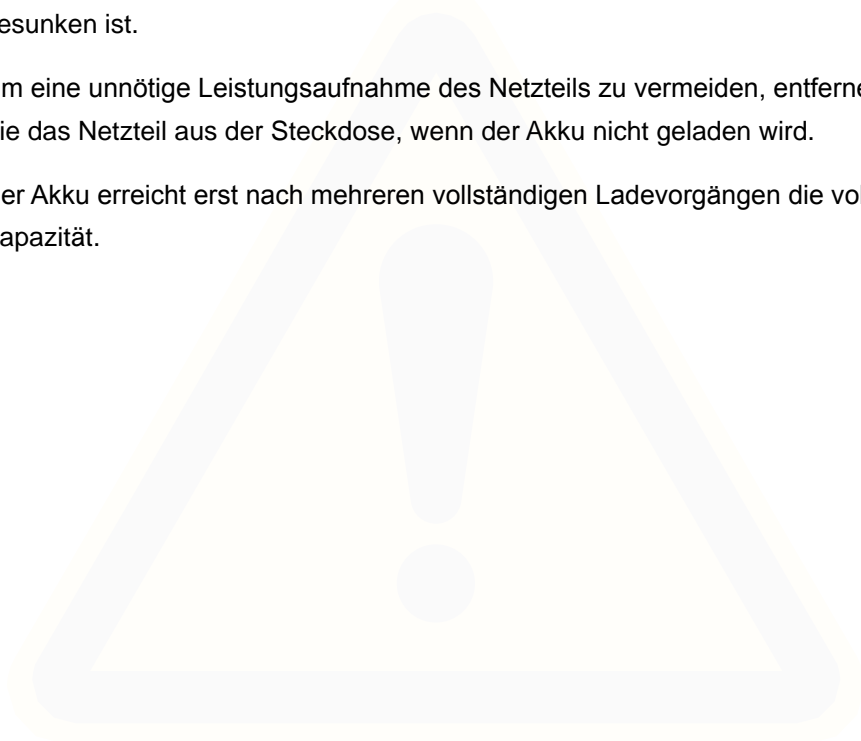 esunken ist.
m eine unnötige Leistungsaufnahme des Netzteils zu vermeiden, entferne
ie das Netzteil aus der Steckdose, wenn der Akku nicht geladen wird.
er Akku erreicht erst nach mehreren vollständigen Ladevorgängen die vol
apazität.